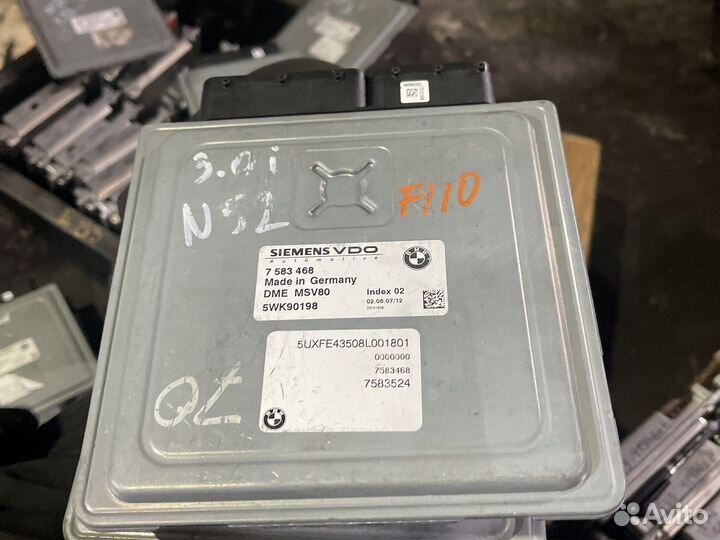 3.0i
N52
F110
SIEMENS VDO
Automotive
7 583 468
Made in Germany
DME MSV80 Index 02
5WK90198 02.08.07/12
5UXFE43508L001801
0000000
7583468
7583524
BMW
Avito